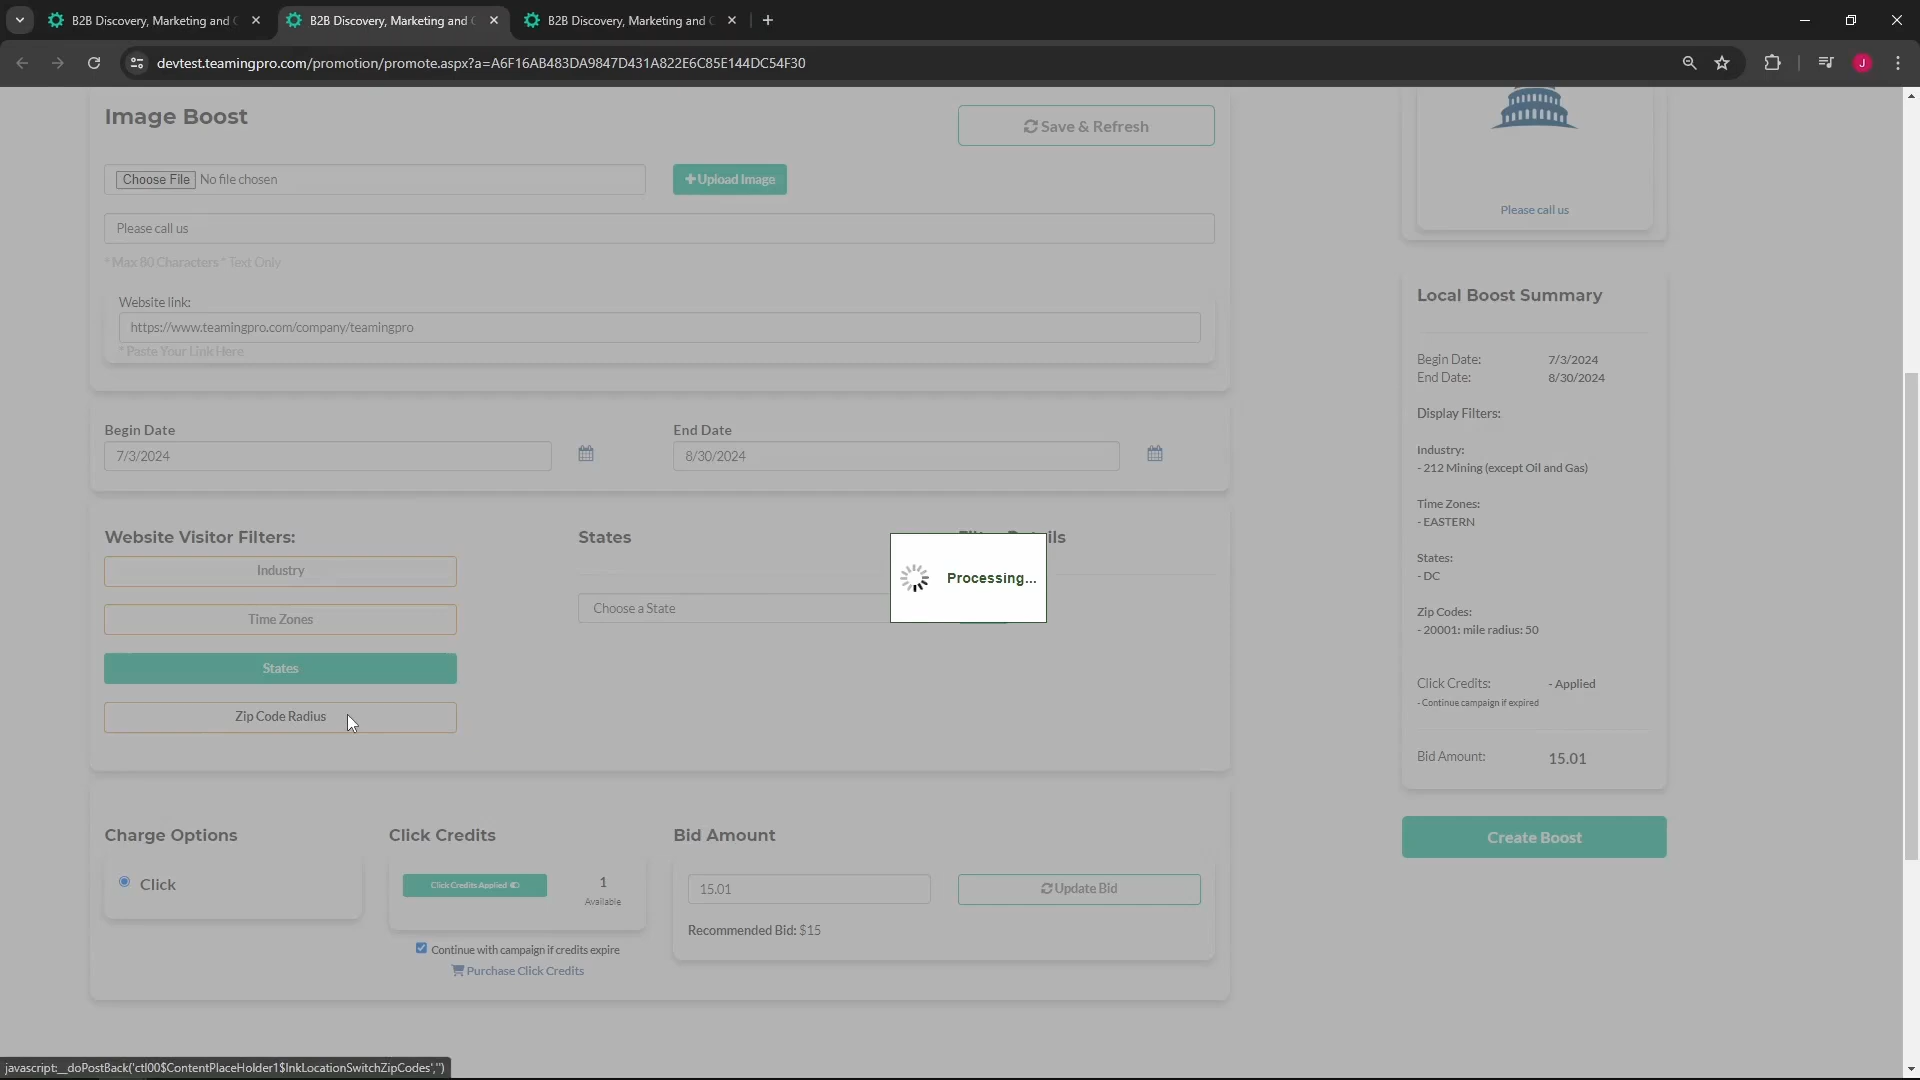 B2B Discovery, Marketing and
B2B Discovery, Marketing and
B2B Discovery, Marketing and
devtest.teamingpro.com/promotion/promote.aspx?a=A6F16AB483DA9847D431A822E6C85E144DC54F30
J
Image Boost
Save & Refresh
Choose File No file chosen
+Upload Image
Please call us
* Max 80 Characters * Text Only
Website link:
https://www.teamingpro.com/company/teamingpro
* Paste Your Link Here
Begin Date
7/3/2024
End Date
8/30/2024
Website Visitor Filters:
Industry
Time Zones
States
Zip Code Radius
States
Choose a State
Processing...
Charge Options
Click
Click Credits
Click Credits Applied
1
Available
Continue with campaign if credits expire
Purchase Click Credits
Bid Amount
15.01
Update Bid
Recommended Bid: $15
Please call us
Local Boost Summary
Begin Date: 7/3/2024
End Date: 8/30/2024
Display Filters:
Industry:
- 212 Mining (except Oil and Gas)
Time Zones:
- EASTERN
States:
- DC
Zip Codes:
- 20001: mile radius: 50
Click Credits: - Applied
- Continue campaign if expired
Bid Amount: 15.01
Create Boost
javascript:__doPostBack('ctl00$ContentPlaceHolder1$lnkLocationSwitchZipCodes','')